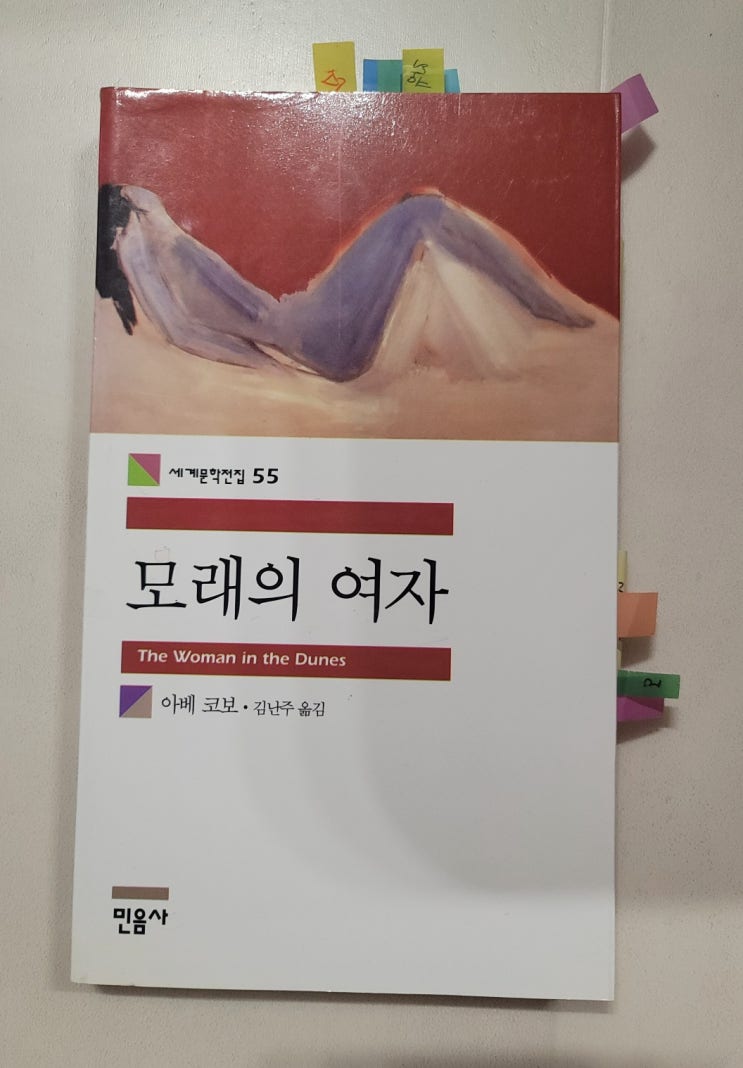 세계문학전집 55
모래의 여자
The Woman in the Dunes
아베 코보 · 김난주 옮김
민음사